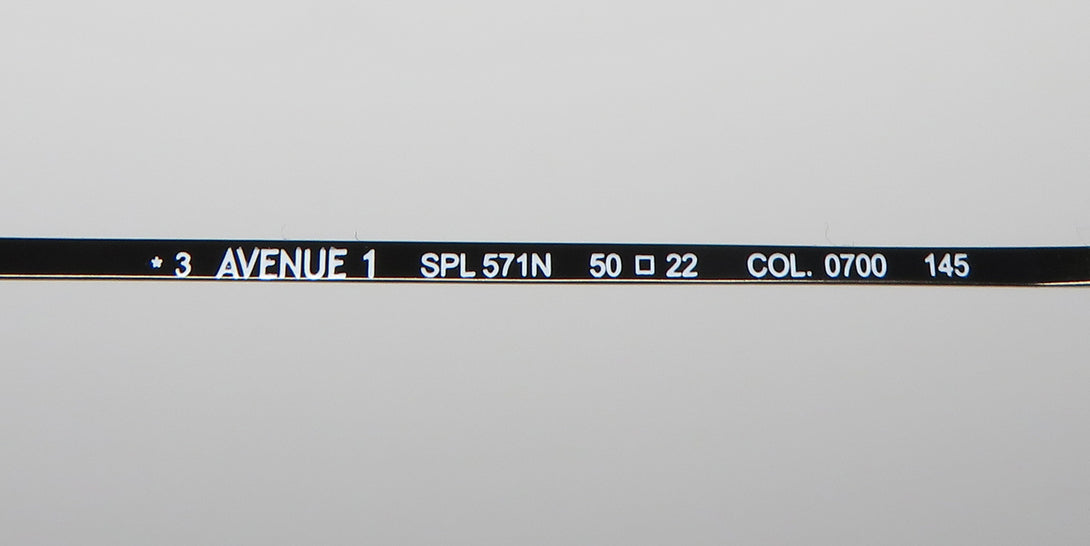 * 3 AVENUE 1 SPL 571N 50 □ 22 COL. 0700 145